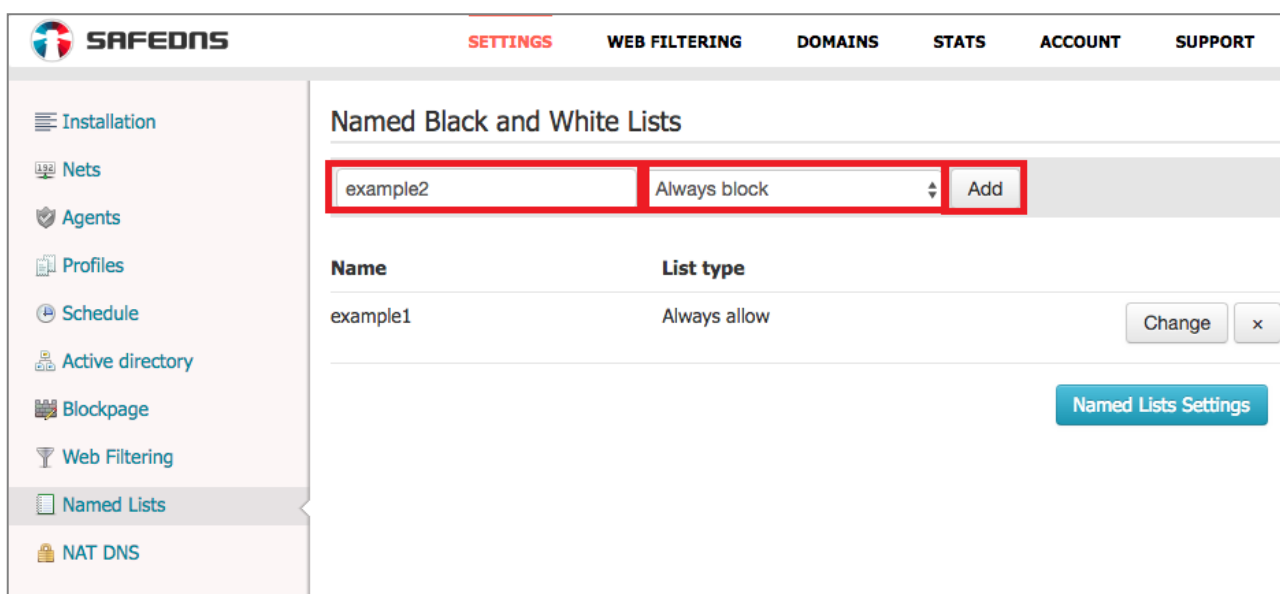 SAFEDNS
SETTINGS WEB FILTERING DOMAINS STATS ACCOUNT SUPPORT
Installation
192 Nets
Agents
Profiles
Schedule
Active directory
Blockpage
Web Filtering
Named Lists
NAT DNS
Named Black and White Lists
example2 Always block Add
Name List type
example1 Always allow Change ×
Named Lists Settings